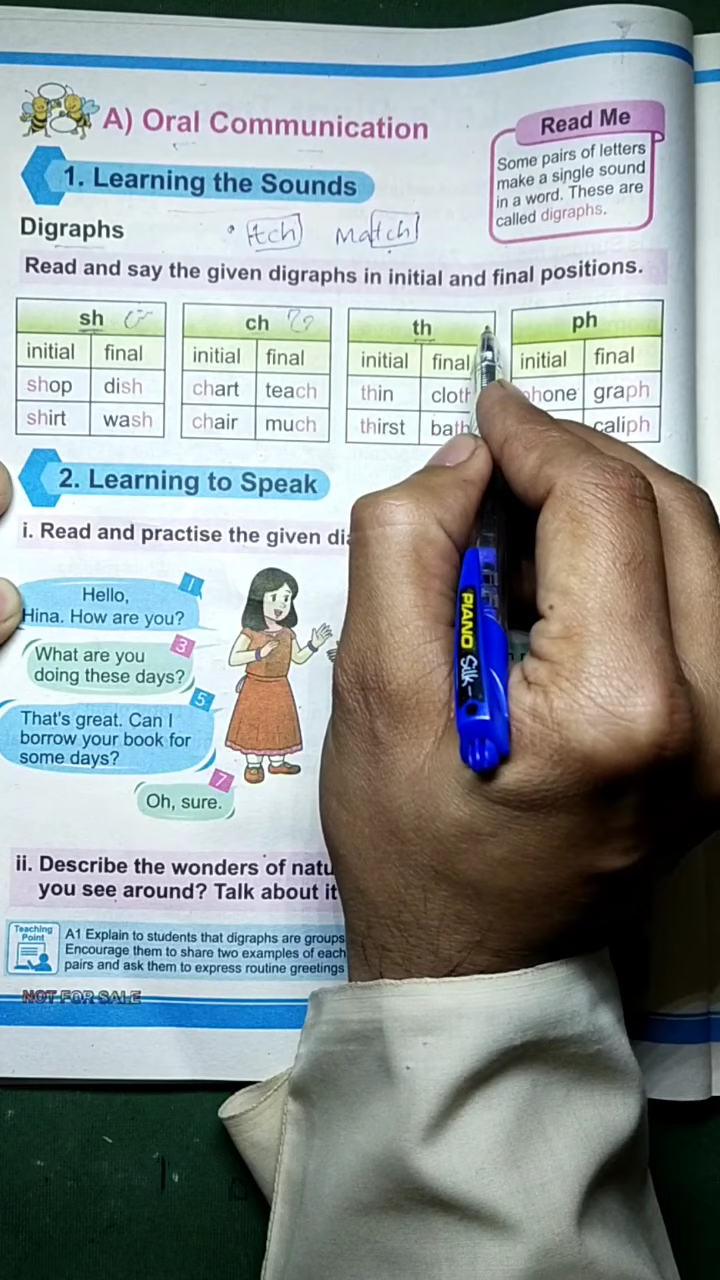 A) Oral Communication
Read Me
Some pairs of letters
make a single sound
in a word. These are
called digraphs.
1. Learning the Sounds
Digraphs
itch match
Read and say the given digraphs in initial and final positions.
sh ch th ph
initial final initial final initial final initial final
shop dish chart teach thin cloth phone graph
shirt wash chair much thirst bath caliph
2. Learning to Speak
i. Read and practise the given
1
Hello,
Hina. How are you?
3
What are you
doing these days?
5
That's great. Can I
borrow your book for
some days?
7
Oh, sure.
ii. Describe the wonders of
you see around? Talk about it
Teaching
Point
A1 Explain to students that digraphs are groups
Encourage them to share two examples of each
pairs and ask them to express routine greetings
NOT FOR SALE
PIANO Silk